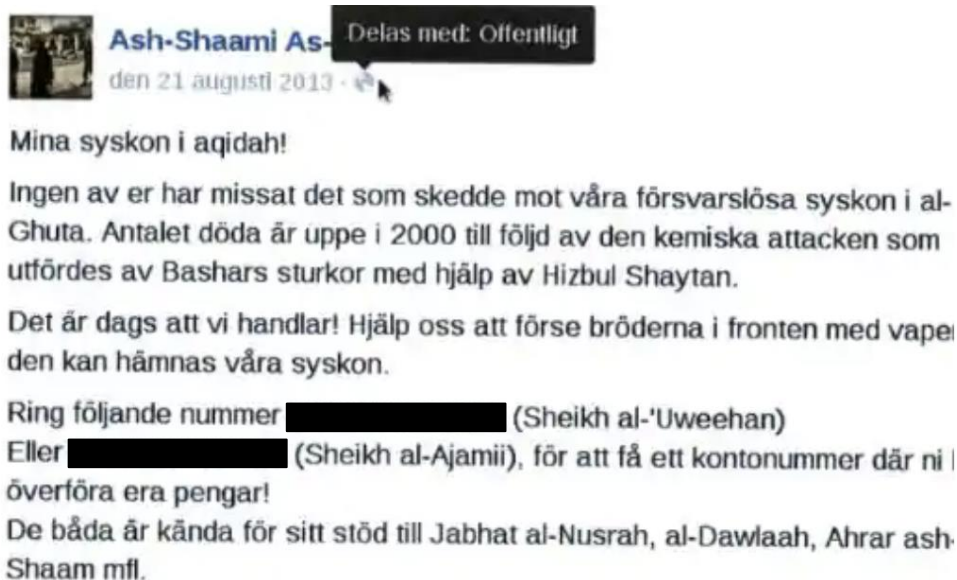 Ash-Shaami As-
Delas med: Offentligt
den 21 augusti 2013 ·
Mina syskon i aqidah!
Ingen av er har missat det som skedde mot våra försvarslösa syskon i al-
Ghuta. Antalet döda är uppe i 2000 till följd av den kemiska attacken som
utfördes av Bashars sturkor med hjälp av Hizbul Shaytan.
Det är dags att vi handlar! Hjälp oss att förse bröderna i fronten med
den kan hämnas våra syskon.
Ring följande nummer (Sheikh al-'Uweehan)
Eller (Sheikh al-Ajamii), för att få ett kontonummer där ni
överföra era pengar!
De båda är kända för sitt stöd till Jabhat al-Nusrah, al-Dawlaah, Ahrar ash-
Shaam mfl.